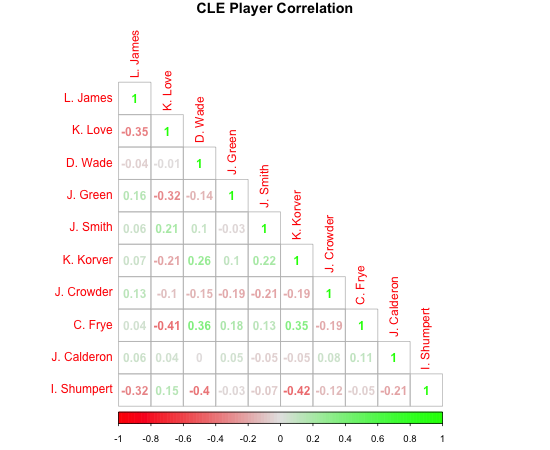 CLE Player Correlation
L. James
K. Love
D. Wade
J. Green
J. Smith
K. Korver
J. Crowder
C. Frye
J. Calderon
I. Shumpert
L. James 1
K. Love -0.35 1
D. Wade -0.04 -0.01 1
J. Green 0.16 -0.32 -0.14 1
J. Smith 0.06 0.21 0.1 -0.03 1
K. Korver 0.07 -0.21 0.26 0.1 0.22 1
J. Crowder 0.13 -0.1 -0.15 -0.19 -0.21 -0.19 1
C. Frye 0.04 -0.41 0.36 0.18 0.13 0.35 -0.19 1
J. Calderon 0.06 0.04 0 0.05 -0.05 -0.05 0.08 0.11 1
I. Shumpert -0.32 0.15 -0.4 -0.03 -0.07 -0.42 -0.12 -0.05 -0.21 1
-1 -0.8 -0.6 -0.4 -0.2 0 0.2 0.4 0.6 0.8 1